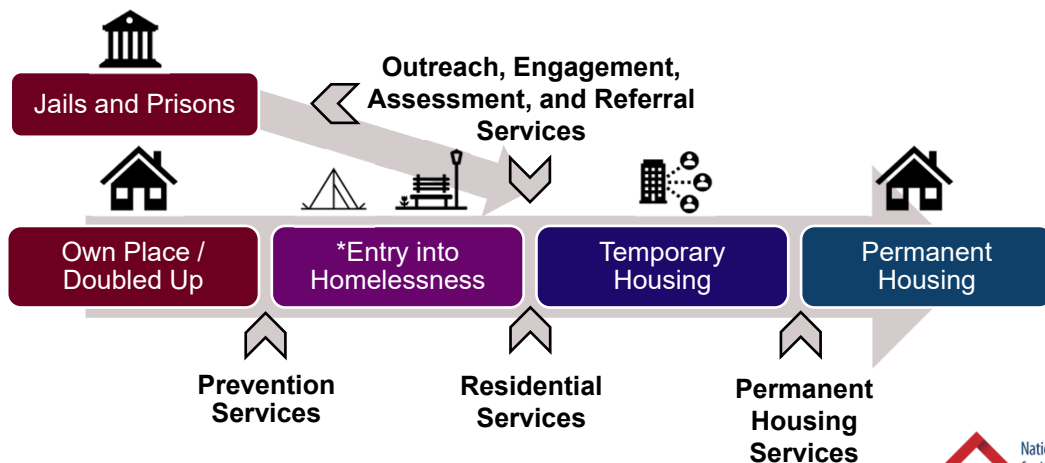 Outreach, Engagement,
Assessment, and Referral
Services
Jails and Prisons
Own Place /
Doubled Up
*Entry into
Homelessness
Temporary
Housing
Permanent
Housing
Prevention
Services
Residential
Services
Permanent
Housing
Services